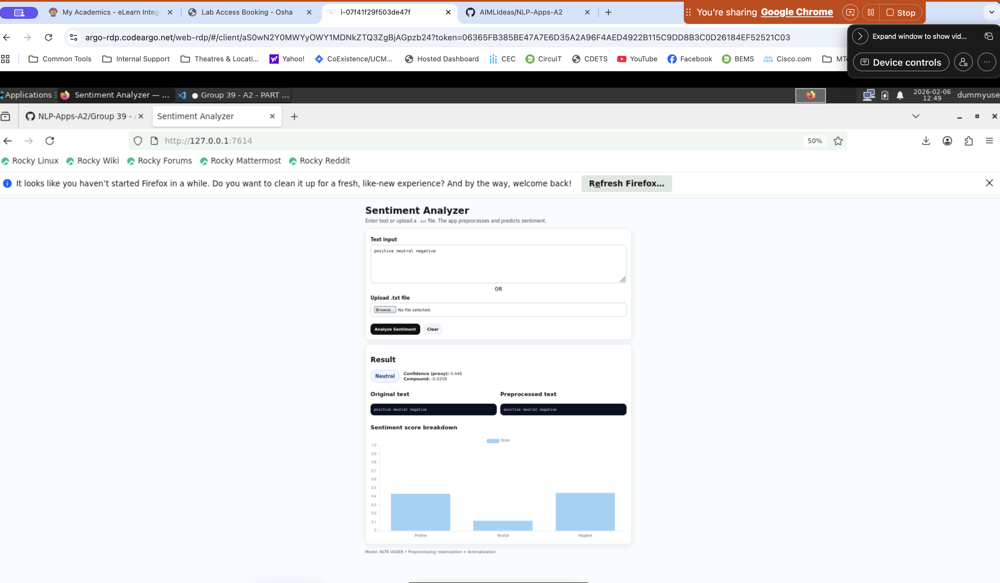 My Academics - eLearn Integ
Lab Access Booking - Osha
i-07f41f29f503de47f
AIMLIdeas/NLP-Apps-A2
You're sharing Google Chrome
Stop
argo-rdp.codeargo.net/web-rdp/#/client/aS0wN2Y0MWYyOWY1MDNkZTQ3ZgBjAGpzb24?token=06365FB385BE47A7E6D35A2A96F4AED4922B115C9DD8B3C0D26184EF52521C03
Expand window to show vid...
Common Tools
Internal Support
Theatres & Locati...
Yahoo!
CoExistence/UCM...
Hosted Dashboard
CEC
CircuIT
CDETS
YouTube
Facebook
BEMS
Cisco.com
Device controls
Applications
Sentiment Analyzer — ...
Group 39 - A2 - PART ...
2026-02-06
12:49
dummyuse
NLP-Apps-A2/Group 39 -
Sentiment Analyzer
http://127.0.0.1:7614
50%
Rocky Linux
Rocky Wiki
Rocky Forums
Rocky Mattermost
Rocky Reddit
It looks like you haven’t started Firefox in a while. Do you want to clean it up for a fresh, like-new experience? And by the way, welcome back!
Refresh Firefox...
Sentiment Analyzer
Enter text or upload a .txt file. The app preprocesses and predicts sentiment.
Text input
positive neutral negative
OR
Upload .txt file
Browse... No file selected.
Analyze Sentiment
Clear
Result
Neutral
Confidence (proxy): 0.446
Compound: -0.0258
Original text
Preprocessed text
positive neutral negative
positive neutral negative
Sentiment score breakdown
Score
1.0
0.9
0.8
0.7
0.6
0.5
0.4
0.3
0.2
0.1
0
Positive
Neutral
Negative
Model: NLTK VADER • Preprocessing: tokenization + lemmatization